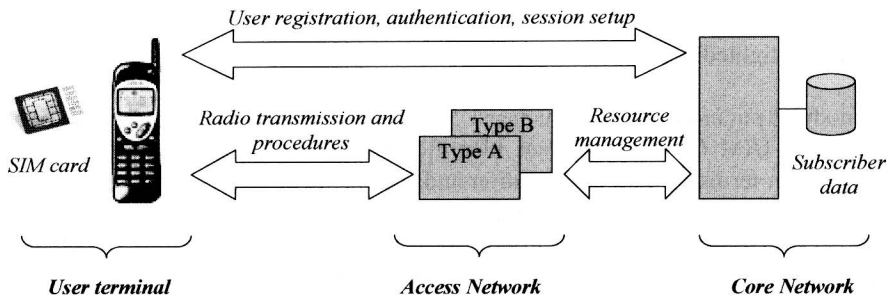 User registration, authentication, session setup
Radio transmission and
procedures
Type B
Type A
Resource
management
SIM card
Subscriber
data
User terminal
Access Network
Core Network